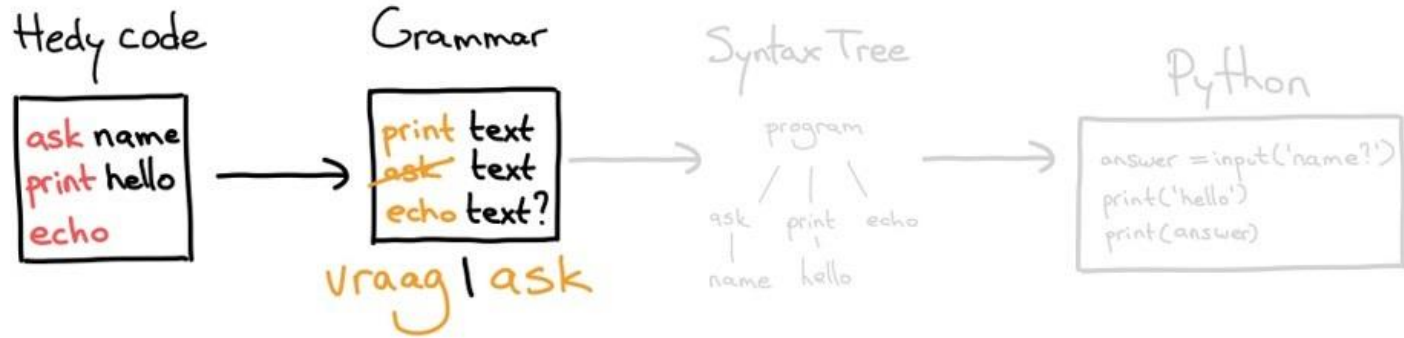 Hedy code
ask name
print hello
echo
Grammar
print text
ask text
echo text?
vraag | ask
Syntax Tree
program
ask print echo
name hello
Python
answer = input('name?')
print('hello')
print(answer)